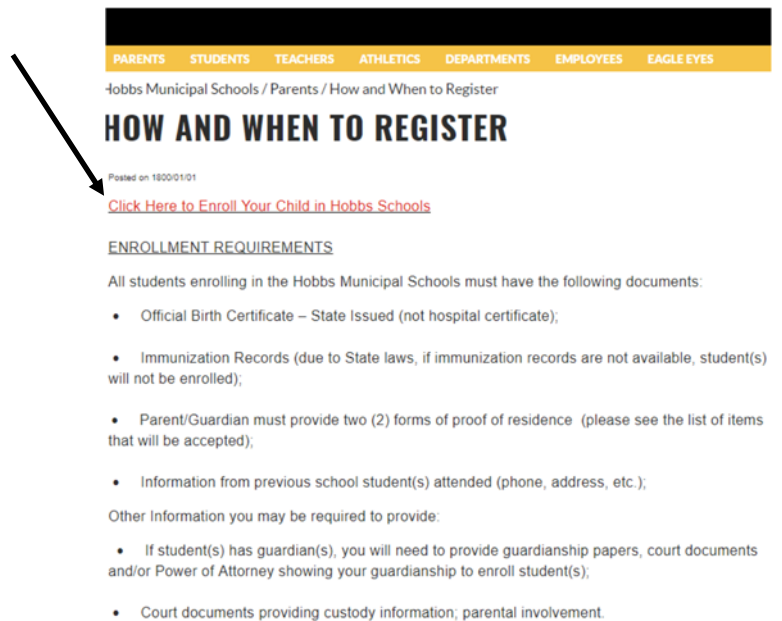 PARENTS STUDENTS TEACHERS ATHLETICS DEPARTMENTS EMPLOYEES EAGLE EYES
Hobbs Municipal Schools / Parents / How and When to Register
HOW AND WHEN TO REGISTER
Posted on 1800/01/01
Click Here to Enroll Your Child in Hobbs Schools
ENROLLMENT REQUIREMENTS
All students enrolling in the Hobbs Municipal Schools must have the following documents:
• Official Birth Certificate – State Issued (not hospital certificate);
• Immunization Records (due to State laws, if immunization records are not available, student(s)
will not be enrolled);
• Parent/Guardian must provide two (2) forms of proof of residence (please see the list of items
that will be accepted);
• Information from previous school student(s) attended (phone, address, etc.);
Other Information you may be required to provide:
• If student(s) has guardian(s), you will need to provide guardianship papers, court documents
and/or Power of Attorney showing your guardianship to enroll student(s);
• Court documents providing custody information; parental involvement.